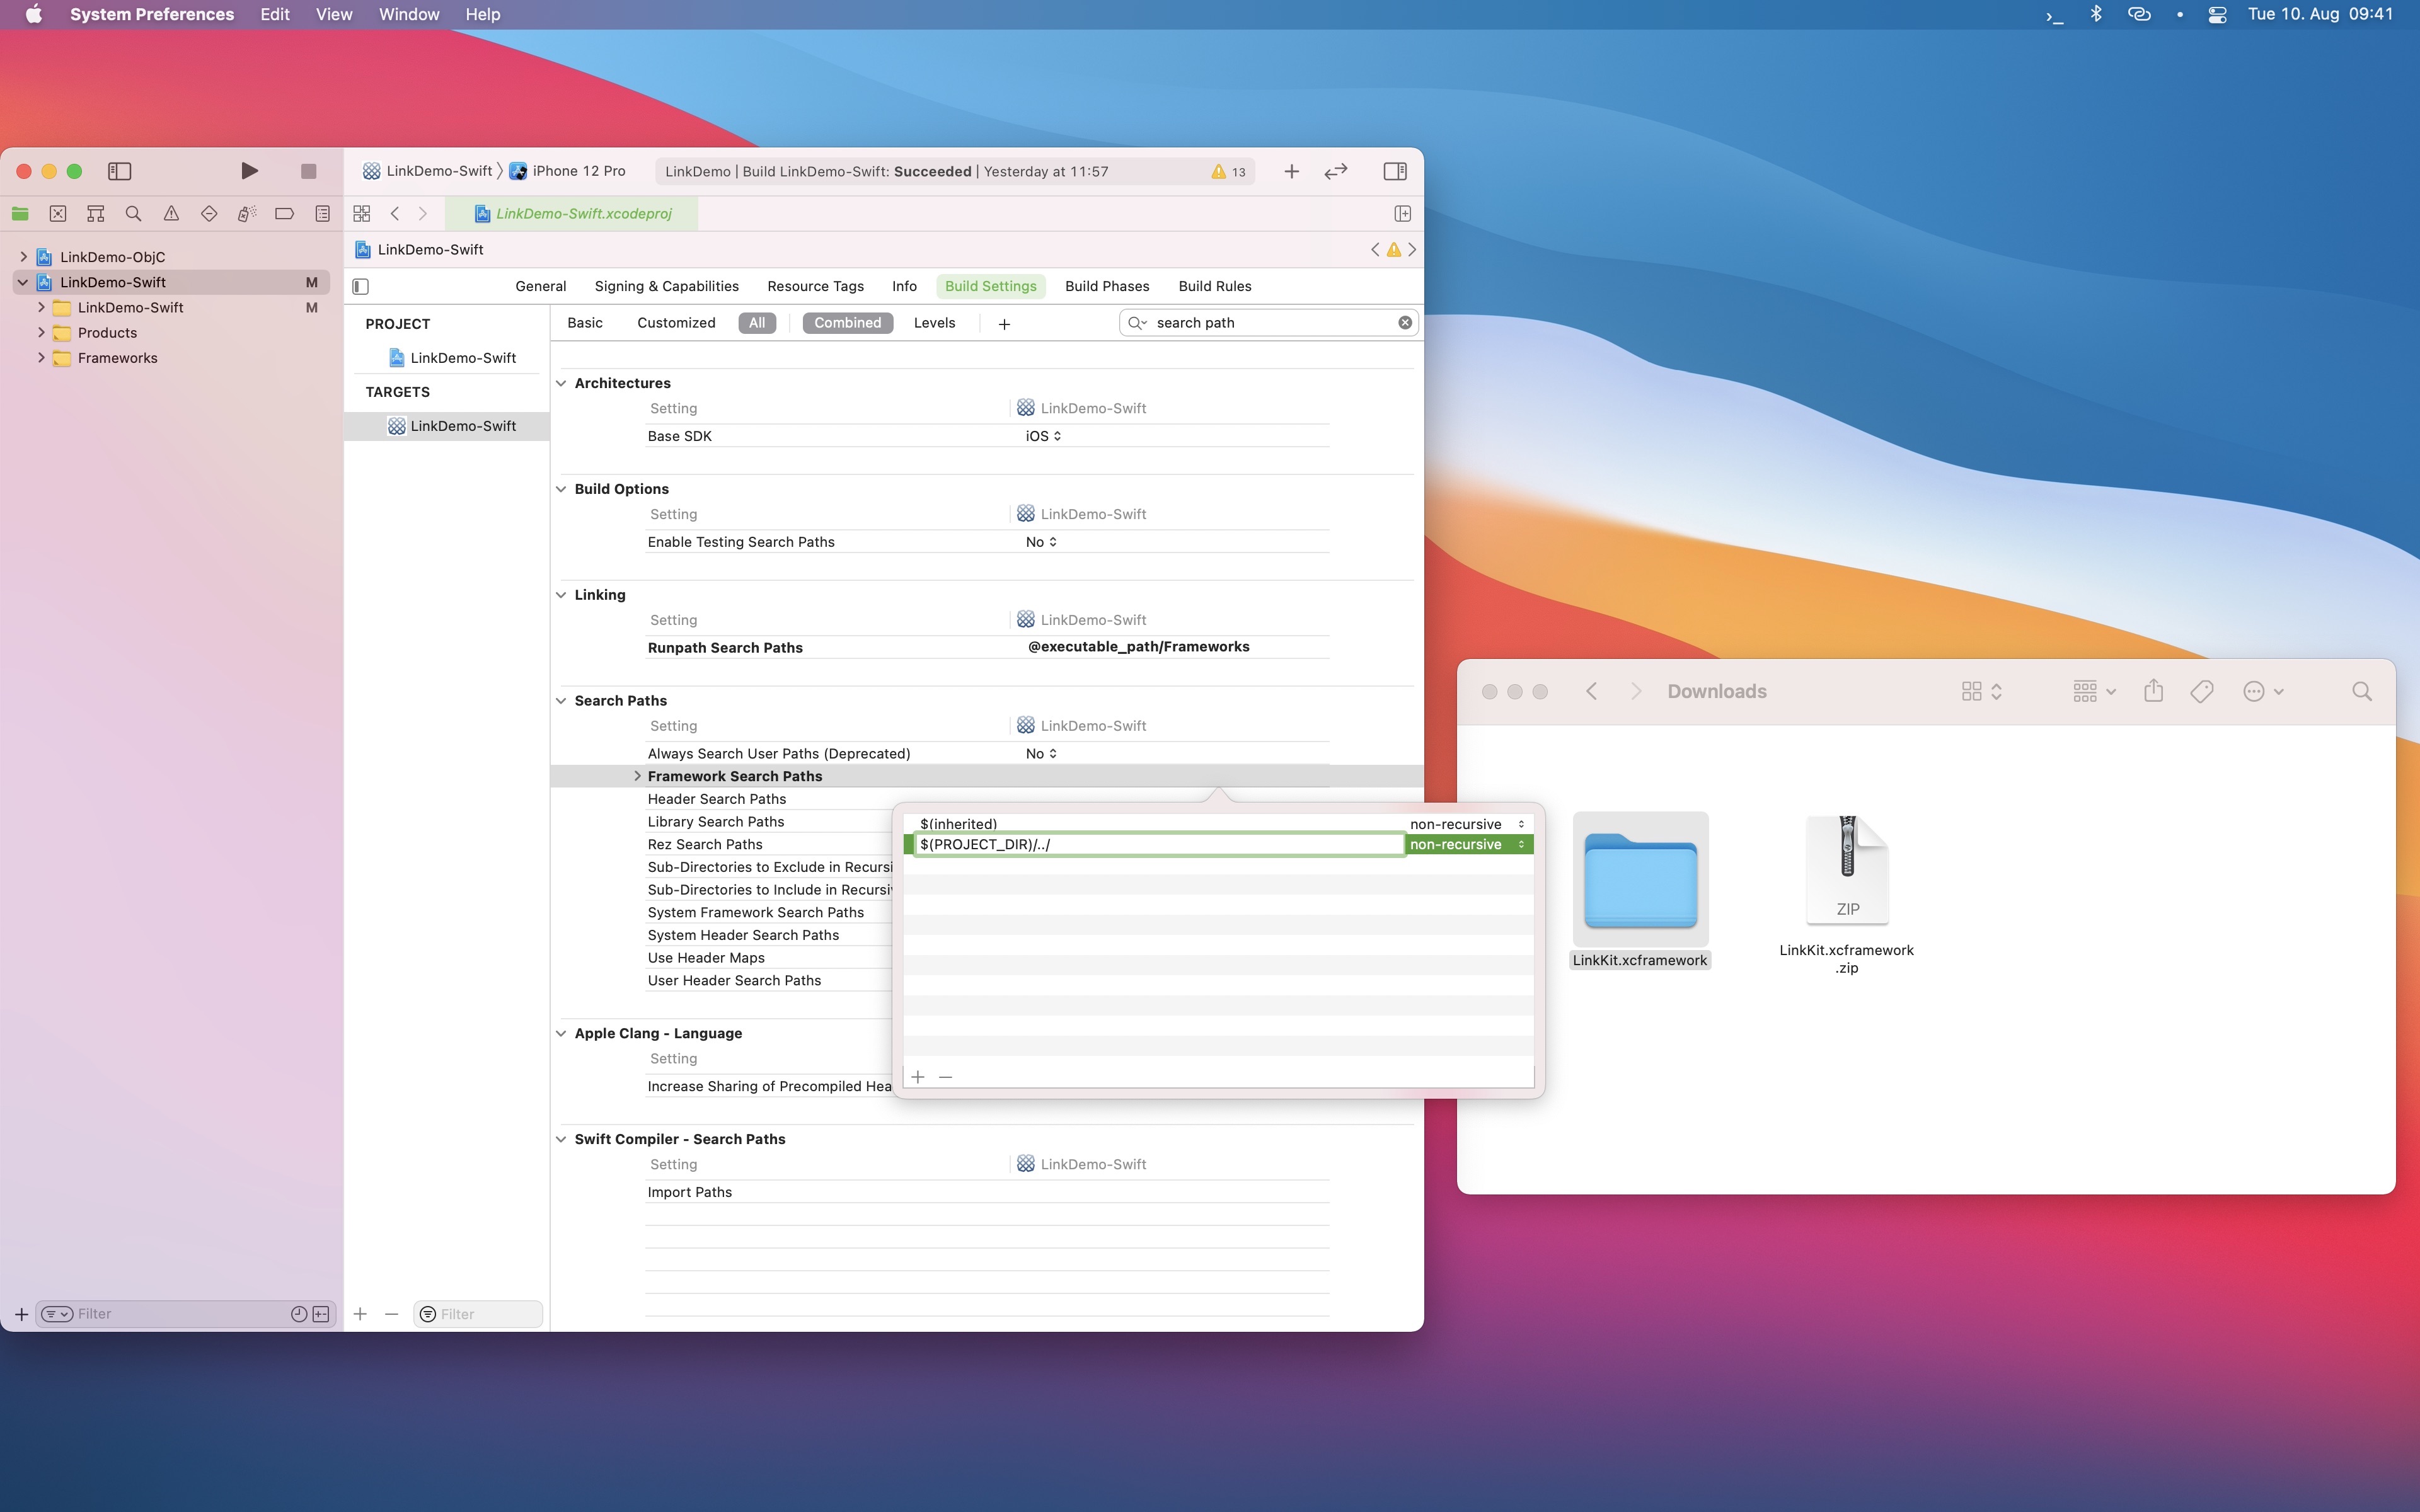 System Preferences Edit View Window Help
Tue 10. Aug 09:41
LinkDemo-Swift iPhone 12 Pro
LinkDemo | Build LinkDemo-Swift: Succeeded | Yesterday at 11:57
13
LinkDemo-Swift.xcodeproj
LinkDemo-ObjC
LinkDemo-Swift M
LinkDemo-Swift M
Products
Frameworks
Filter
LinkDemo-Swift
General Signing & Capabilities Resource Tags Info Build Settings Build Phases Build Rules
PROJECT
LinkDemo-Swift
TARGETS
LinkDemo-Swift
Filter
Basic Customized All Combined Levels
search path
Architectures
Setting LinkDemo-Swift
Base SDK iOS
Build Options
Setting LinkDemo-Swift
Enable Testing Search Paths No
Linking
Setting LinkDemo-Swift
Runpath Search Paths @executable_path/Frameworks
Search Paths
Setting LinkDemo-Swift
Always Search User Paths (Deprecated) No
Framework Search Paths
Header Search Paths
Library Search Paths
Rez Search Paths
Sub-Directories to Exclude in Recursi
Sub-Directories to Include in Recursi
System Framework Search Paths
System Header Search Paths
Use Header Maps
User Header Search Paths
Apple Clang - Language
Setting
Increase Sharing of Precompiled Hea
Swift Compiler - Search Paths
Setting LinkDemo-Swift
Import Paths
$(inherited) non-recursive
$(PROJECT_DIR)/../ non-recursive
Downloads
LinkKit.xcframework
ZIP
LinkKit.xcframework
.zip